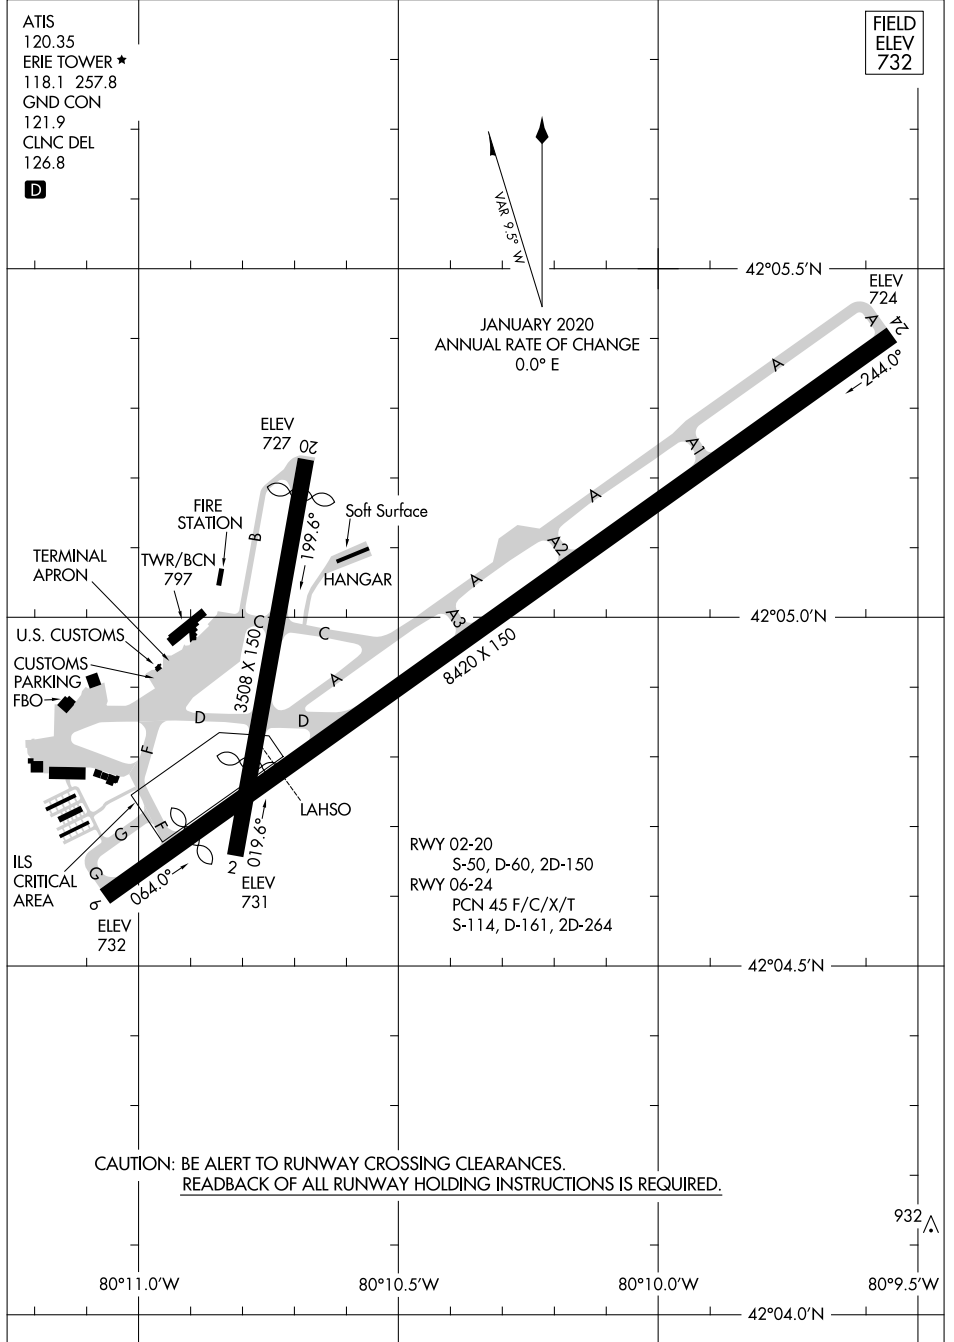 ATIS
120.35
ERIE TOWER ★
118.1 257.8
GND CON
121.9
CLNC DEL
126.8
D
FIELD
ELEV
732
VAR 9.5° W
JANUARY 2020
ANNUAL RATE OF CHANGE
0.0° E
42°05.5'N
ELEV
724
24
244.0°
A
A
A1
A
A2
A
A3
8420 X 150
ELEV
727
20
199.6°
B
FIRE
STATION
Soft Surface
HANGAR
TERMINAL
APRON
TWR/BCN
797
42°05.0'N
C
C
U.S. CUSTOMS
CUSTOMS
PARKING
FBO
3508 X 150
A
D
D
F
LAHSO
F
G
G
ILS
CRITICAL
AREA
6
064.0°
2
019.6°
ELEV
731
ELEV
732
RWY 02-20
S-50, D-60, 2D-150
RWY 06-24
PCN 45 F/C/X/T
S-114, D-161, 2D-264
42°04.5'N
CAUTION: BE ALERT TO RUNWAY CROSSING CLEARANCES.
READBACK OF ALL RUNWAY HOLDING INSTRUCTIONS IS REQUIRED.
932
80°11.0'W
80°10.5'W
80°10.0'W
80°9.5'W
42°04.0'N